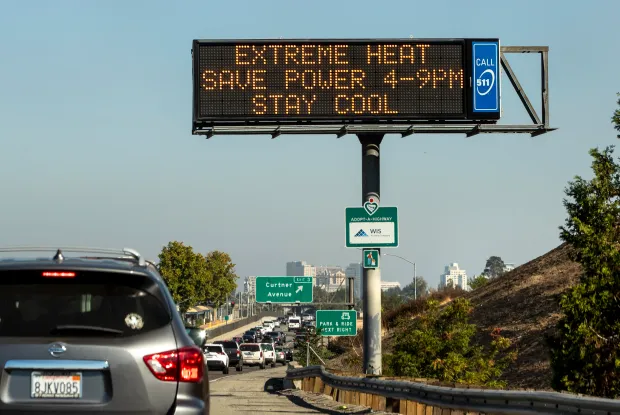 EXTREME HEAT
SAVE POWER 4-9PM
STAY COOL
CALL
511
ADOPT-A-HIGHWAY
WIS
Curtner
Avenue
PARK & RIDE
NEXT RIGHT
8JKV085